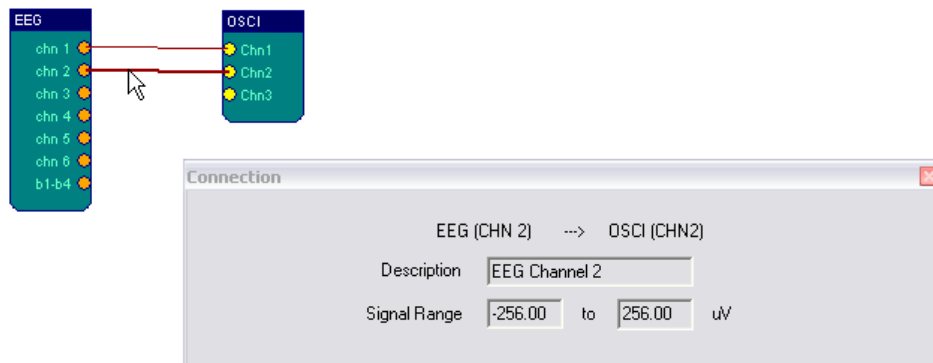 EEG
chn 1
chn 2
chn 3
chn 4
chn 5
chn 6
b1-b4
OSCI
Chn1
Chn2
Chn3
Connection
EEG (CHN 2) ---> OSCI (CHN2)
Description EEG Channel 2
Signal Range -256.00 to 256.00 uV